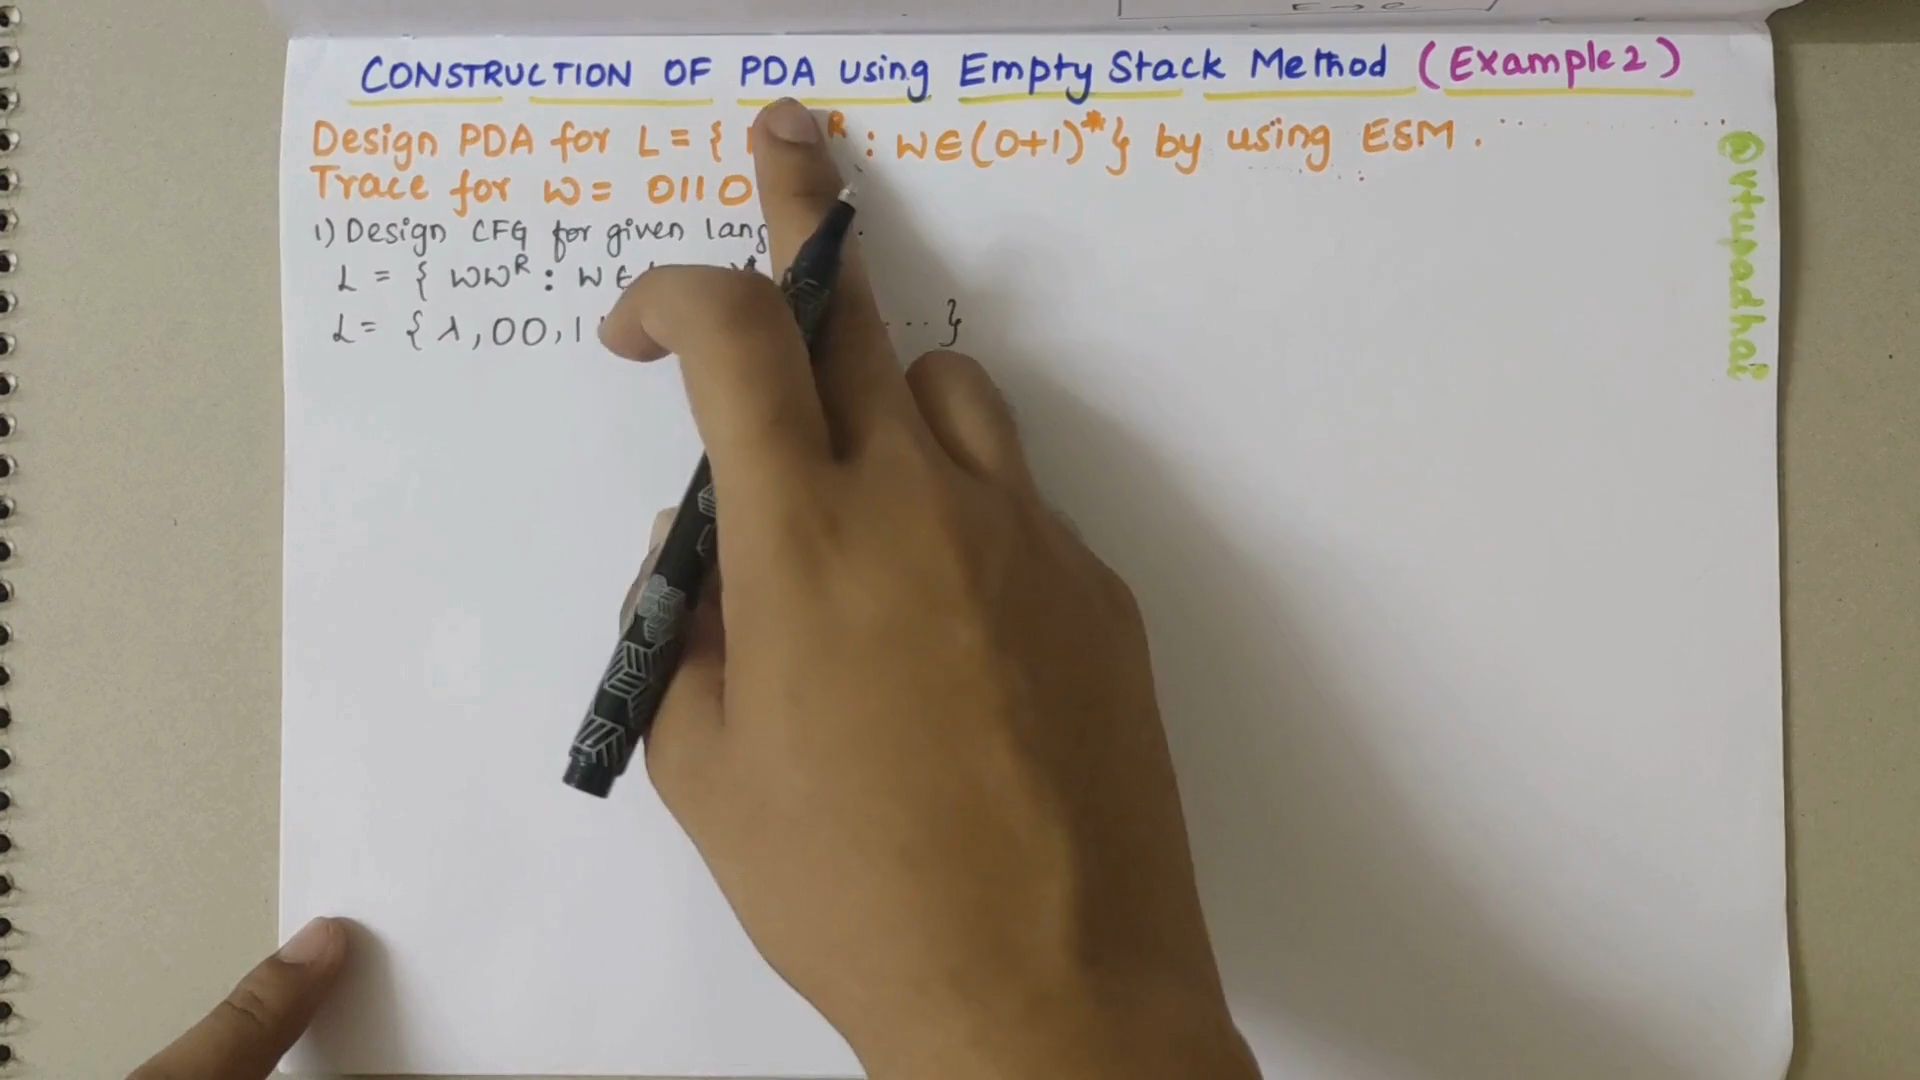 CONSTRUCTION OF PDA using Empty Stack Method (Example 2)
Design PDA for L = { R : W∈(0+1)*} by using ESM.
Trace for w = 0110
1) Design CFG for given lang
L = { WW^R : W∈
L = { λ, 00, 1 ... }
@vtupadhai